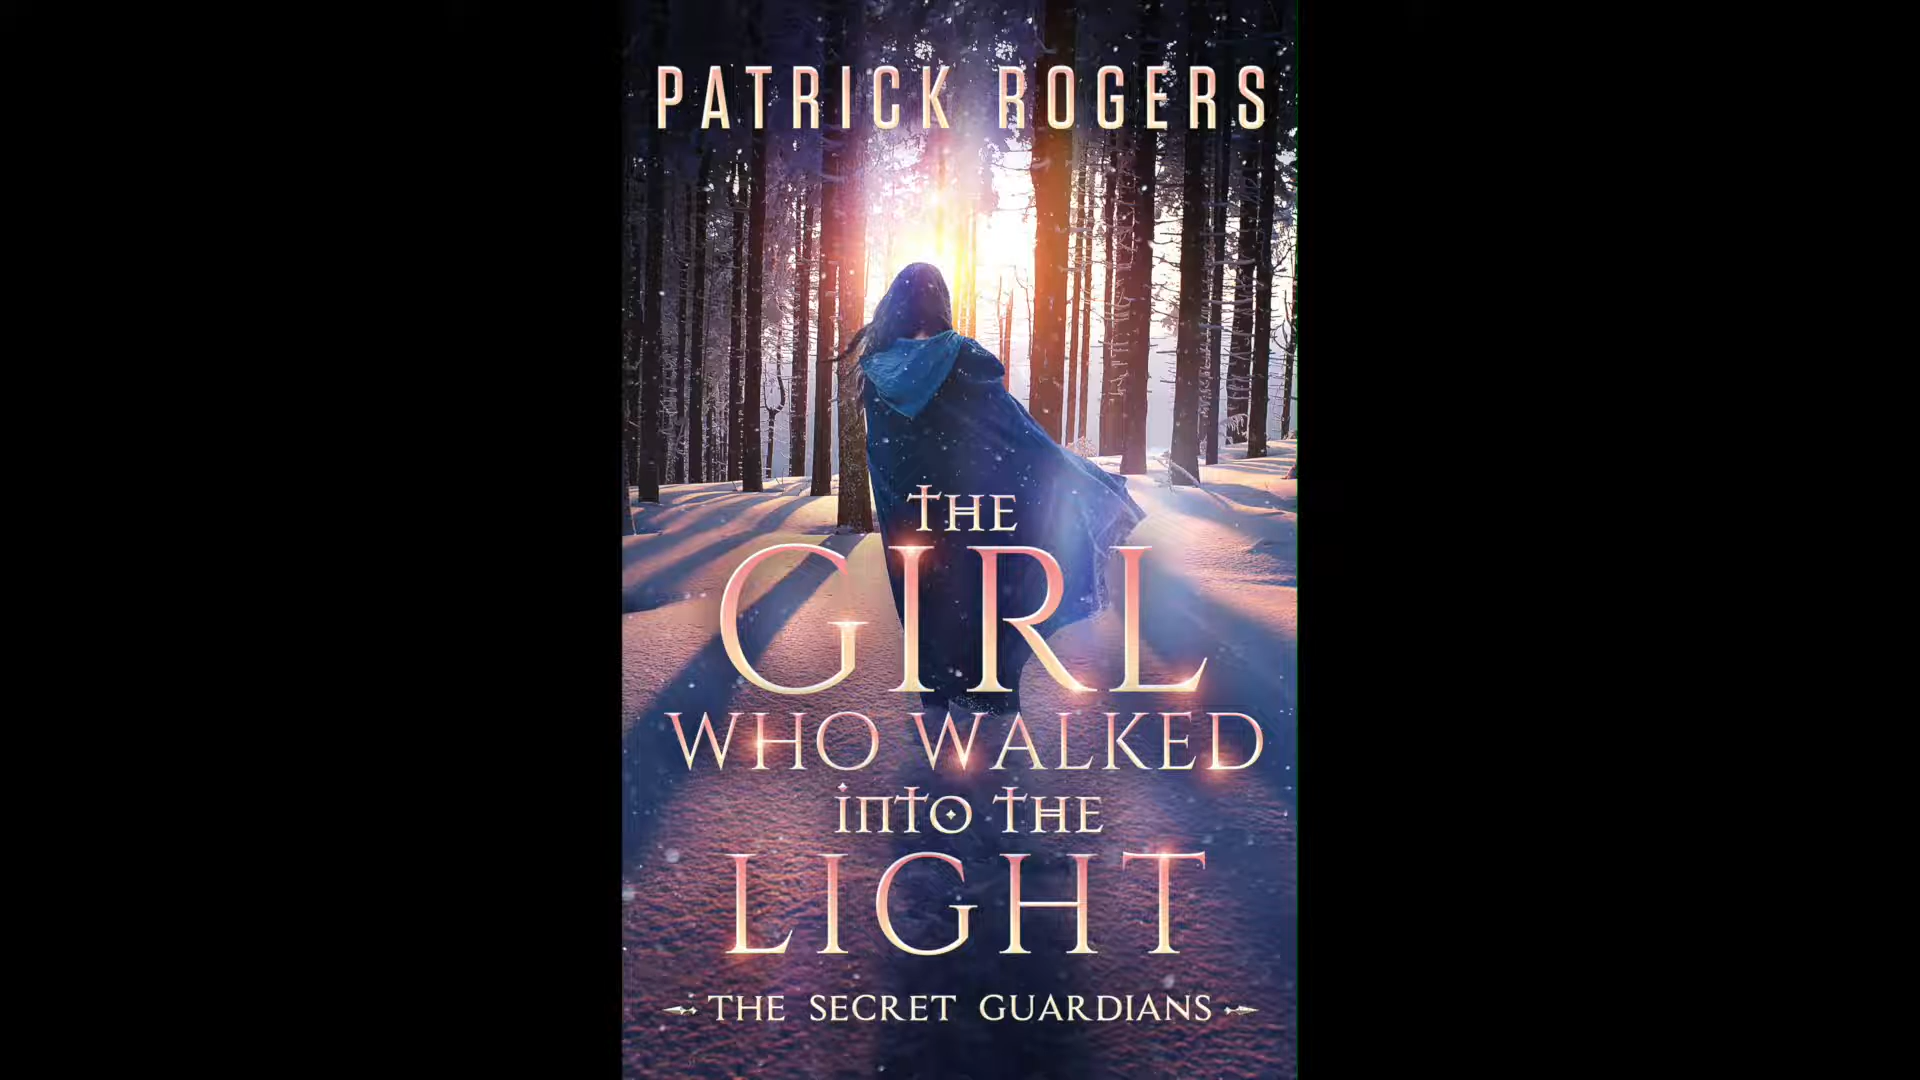 PATRICK ROGERS
THE
GIRL
WHO WALKED
into THE
LIGHT
THE SECRET GUARDIANS